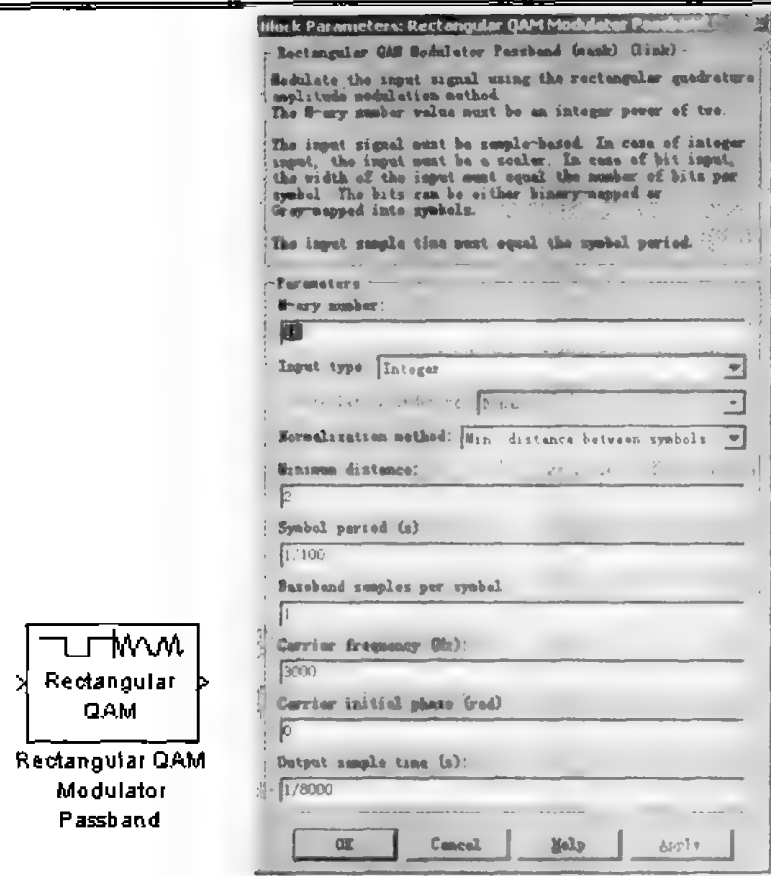 Block Parameters: Rectangular QAM Modulator Passband
Rectangular QAM Modulator Passband (mask) (link)
Modulate the input signal using the rectangular quadrature
amplitude modulation method.
The M-ary number value must be an integer power of two.
The input signal must be sample-based. In case of integer
input, the input must be a scalar. In case of bit input,
the width of the input must equal the number of bits per
symbol. The bits can be either binary-mapped or
Gray-mapped into symbols.
The input sample time must equal the symbol period.
Parameters
M-ary number:
Input type Integer
Normalization method: Min. distance between symbols
Minimum distance:
2
Symbol period (s)
1/100
Baseband samples per symbol
1
Carrier frequency (Hz):
3000
Carrier initial phase (rad)
0
Output sample time (s):
1/8000
OK Cancel Help Apply
Rectangular
QAM
Rectangular QAM
Modulator
Passband